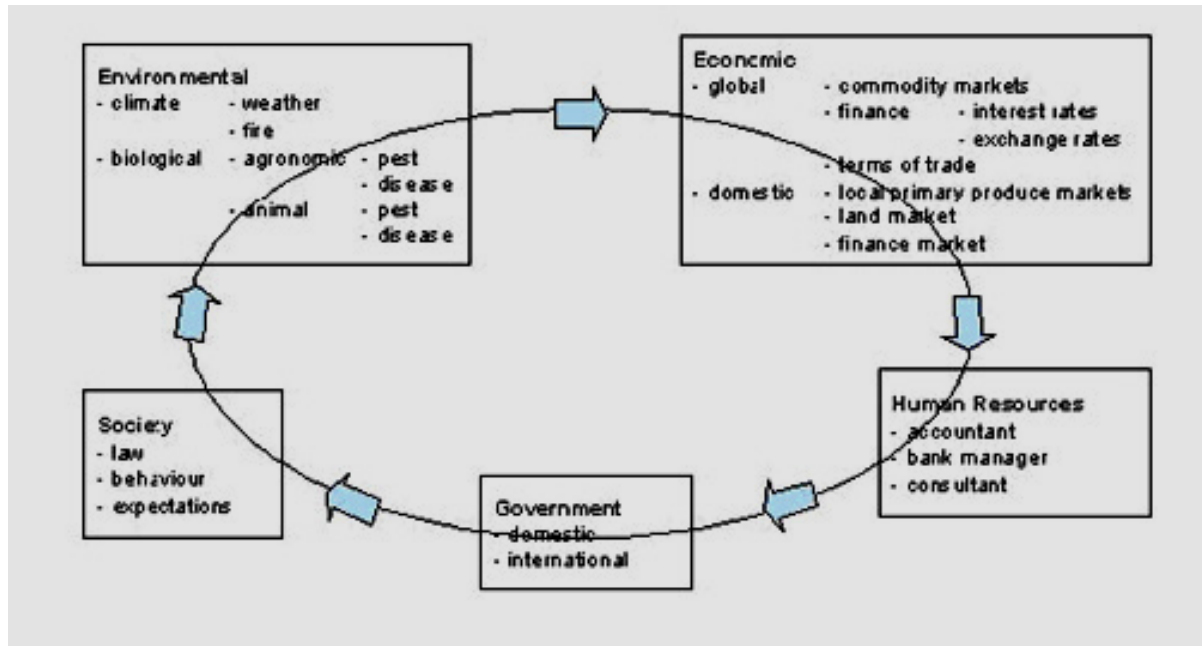 Environmental
- climate - weather
- fire
- biological - agronomic - pest
- disease
- animal - pest
- disease
Economic
- global - commodity markets
- finance - interest rates
- exchange rates
- terms of trade
- domestic - local primary produce markets
- land market
- finance market
Human Resources
- accountant
- bank manager
- consultant
Government
- domestic
- international
Society
- law
- behaviour
- expectations